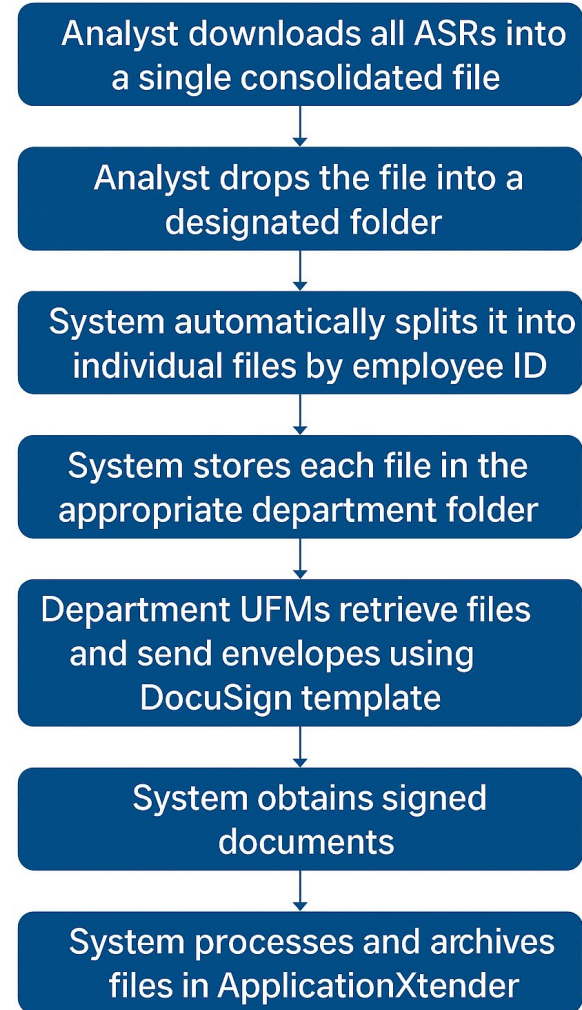 Analyst downloads all ASRs into
a single consolidated file
Analyst drops the file into a
designated folder
System automatically splits it into
individual files by employee ID
System stores each file in the
appropriate department folder
Department UFMs retrieve files
and send envelopes using
DocuSign template
System obtains signed
documents
System processes and archives
files in ApplicationXtender